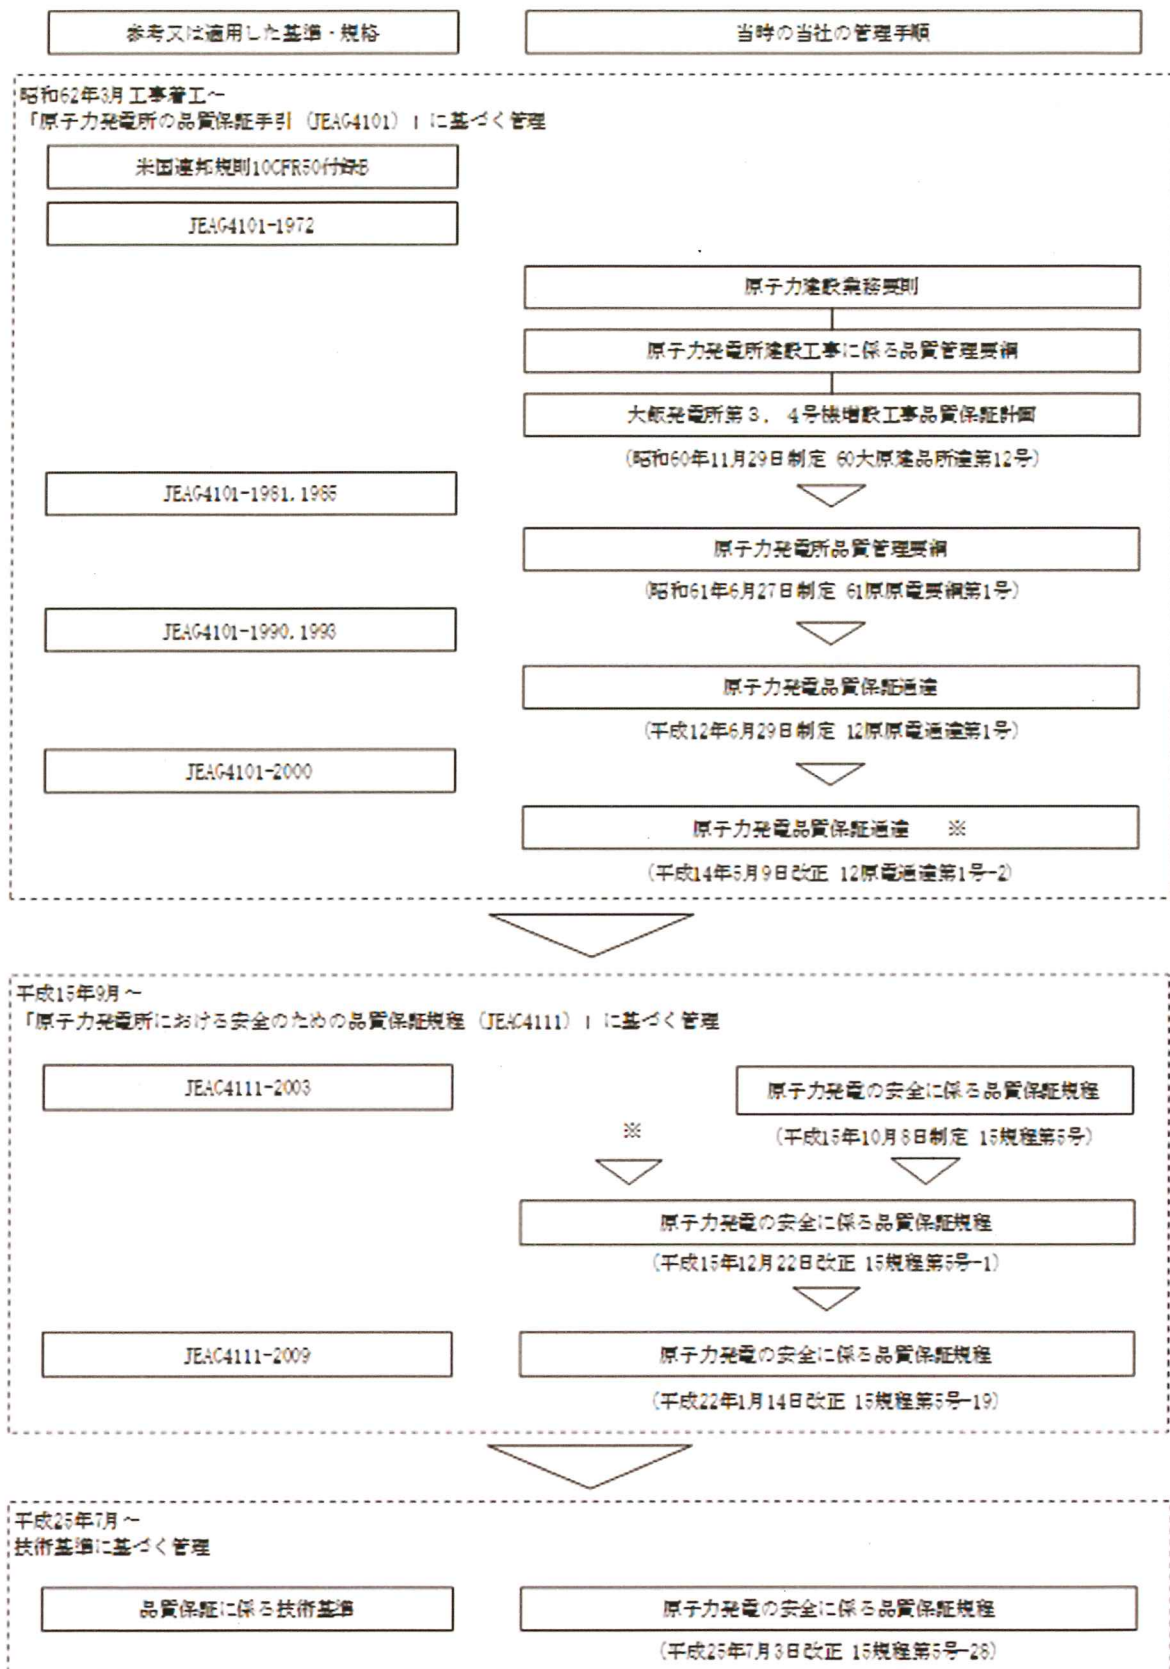 参考又は適用した基準・規格
当時の当社の管理手順
昭和62年3月工事着工～
「原子力発電所の品質保証手引（JEAG4101）」に基づく管理
米国連邦規則10CFR50付録B
JEAG4101-1972
原子力建設業務要則
原子力発電所建設工事に係る品質管理要綱
大飯発電所第3，4号機増設工事品質保証計画
（昭和60年11月29日制定 60大原建品所達第12号）
JEAG4101-1981.1985
原子力発電所品質管理要綱
（昭和61年6月27日制定 61原原電要綱第1号）
JEAG4101-1990.1993
原子力発電品質保証通達
（平成12年6月29日制定 12原原電通達第1号）
JEAG4101-2000
原子力発電品質保証通達 ※
（平成14年5月9日改正 12原電通達第1号-2）
平成15年9月～
「原子力発電所における安全のための品質保証規程（JEAC4111）」に基づく管理
JEAC4111-2003
原子力発電の安全に係る品質保証規程
（平成15年10月8日制定 15規程第5号）
※
原子力発電の安全に係る品質保証規程
（平成15年12月22日改正 15規程第5号-1）
JEAC4111-2009
原子力発電の安全に係る品質保証規程
（平成22年1月14日改正 15規程第5号-19）
平成25年7月～
技術基準に基づく管理
品質保証に係る技術基準
原子力発電の安全に係る品質保証規程
（平成25年7月3日改正 15規程第5号-28）